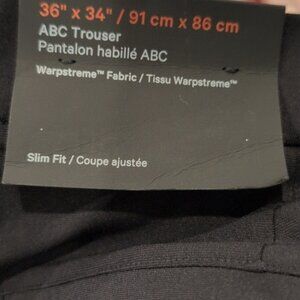 36" x 34" / 91 cm x 86 cm
ABC Trouser
Pantalon habillé ABC
Warpstreme™ Fabric / Tissu Warpstreme™
Slim Fit / Coupe ajustée